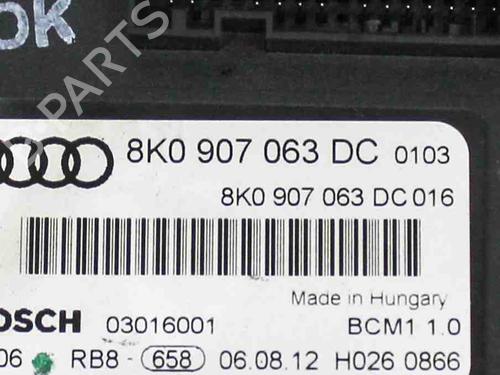 OK
8K0 907 063 DC 0103
8K0 907 063 DC 016
Made in Hungary
OSCH 03016001 BCM1 1.0
06 RB8 - 658 06.08.12 H026 0866
B-PARTS